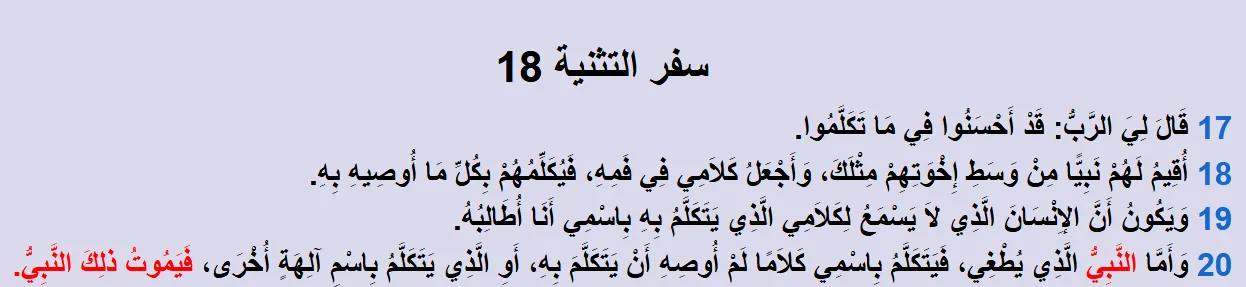 سفر التثنية 18
17 قَالَ لِيَ الرَّبُّ: قَدْ أَحْسَنُوا فِي مَا تَكَلَّمُوا.
18 أُقِيمُ لَهُمْ نَبِيًّا مِنْ وَسَطِ إِخْوَتِهِمْ مِثْلَكَ، وَأَجْعَلُ كَلاَمِي فِي فَمِهِ، فَيُكَلِّمُهُمْ بِكُلِّ مَا أُوصِيهِ بِهِ.
19 وَيَكُونُ أَنَّ الإِنْسَانَ الَّذِي لاَ يَسْمَعُ لِكَلاَمِي الَّذِي يَتَكَلَّمُ بِهِ بِاسْمِي أَنَا أُطَالِبُهُ.
20 وَأَمَّا النَّبِيُّ الَّذِي يُطْغِي، فَيَتَكَلَّمُ بِاسْمِي كَلاَمًا لَمْ أُوصِهِ أَنْ يَتَكَلَّمَ بِهِ، أَوِ الَّذِي يَتَكَلَّمُ بِاسْمِ آلِهَةٍ أُخْرَى، فَيَمُوتُ ذلِكَ النَّبِيُّ.